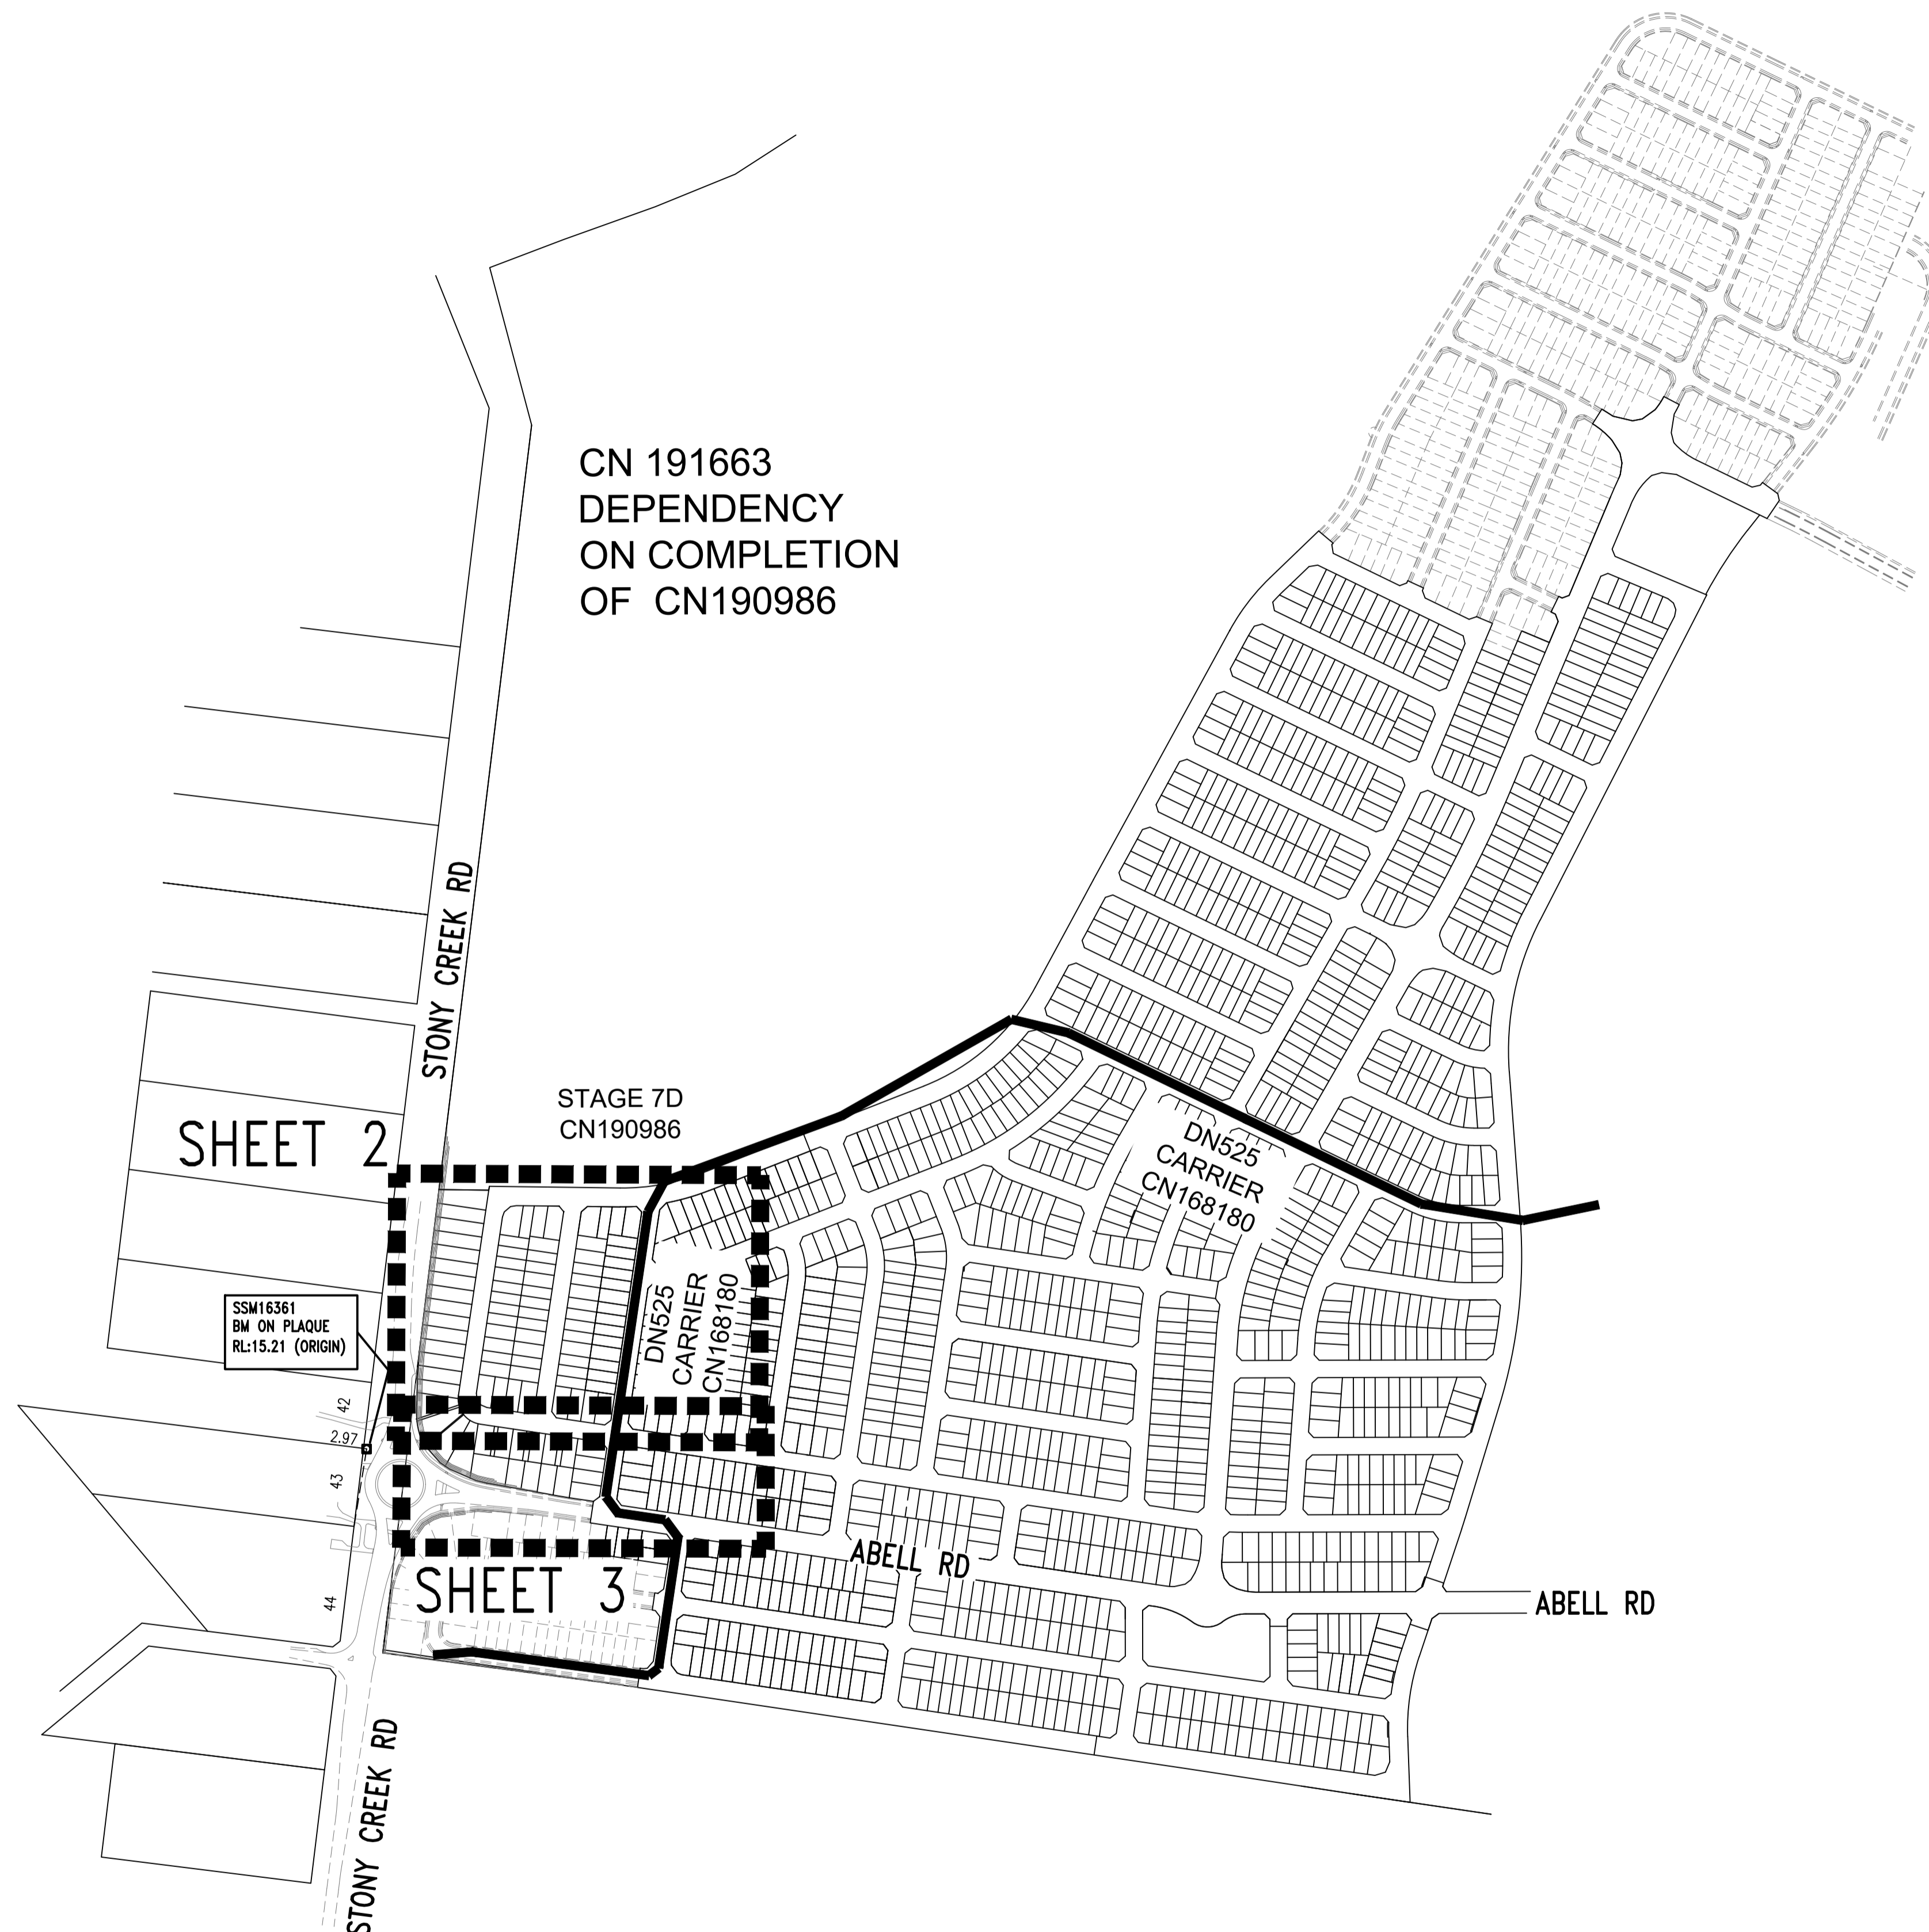 CN 191663
DEPENDENCY
ON COMPLETION
OF CN190986
STONY CREEK RD
STAGE 7D
CN190986
SHEET 2
DN525
CARRIER
CN168180
DN525
CARRIER
CN168180
SSM16361
BM ON PLAQUE
RL:15.21 (ORIGIN)
42
2.97
43
44
ABELL RD
SHEET 3
ABELL RD
STONY CREEK RD